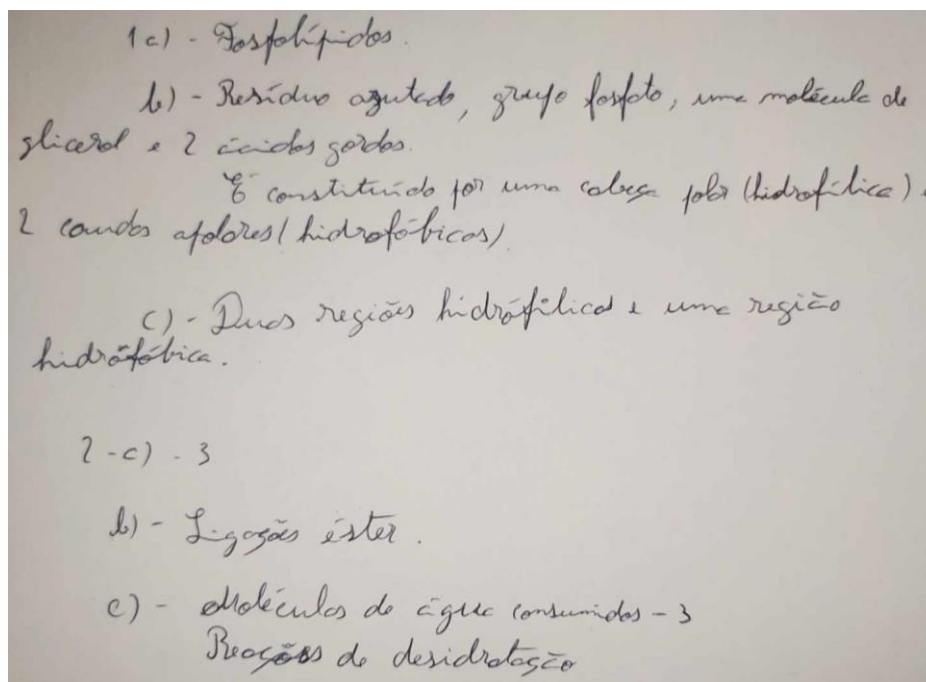 1a) - Fosfolípidos.
b) - Resíduo azotado, grupo fosfato, uma molécula de
glicerol e 2 ácidos gordos.
É constituído por uma cabeça polar (hidrofílica) e
2 caudas apolares (hidrofóbicas)
c) - Duas regiões hidrófilicas e uma região
hidrófóbica.
2-a) - 3
b) - Ligações éster.
c) - Moléculas de água consumidas - 3
Reações de desidratação